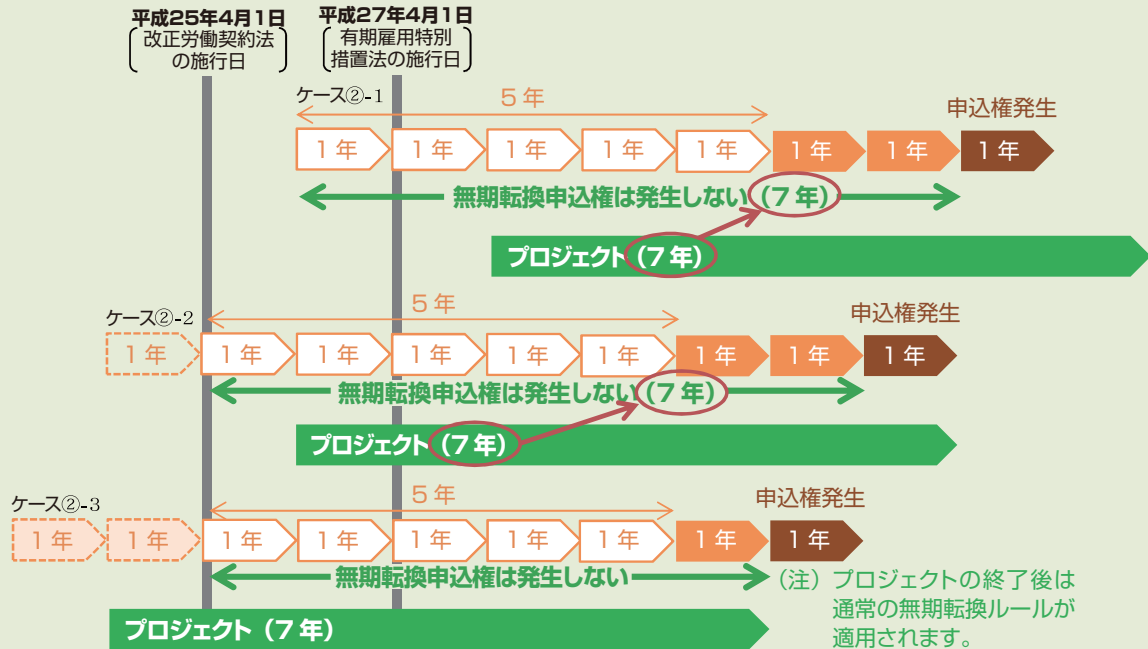 平成25年4月1日
改正労働契約法
の施行日
平成27年4月1日
有期雇用特別
措置法の施行日
ケース②-1
5年
申込権発生
1年 1年 1年 1年 1年 1年 1年 1年
無期転換申込権は発生しない（7年）
プロジェクト（7年）
ケース②-2
5年
申込権発生
1年 1年 1年 1年 1年 1年 1年 1年 1年
無期転換申込権は発生しない（7年）
プロジェクト（7年）
ケース②-3
5年
申込権発生
1年 1年 1年 1年 1年 1年 1年 1年 1年
無期転換申込権は発生しない
（注）プロジェクトの終了後は
通常の無期転換ルールが
適用されます。
プロジェクト（7年）